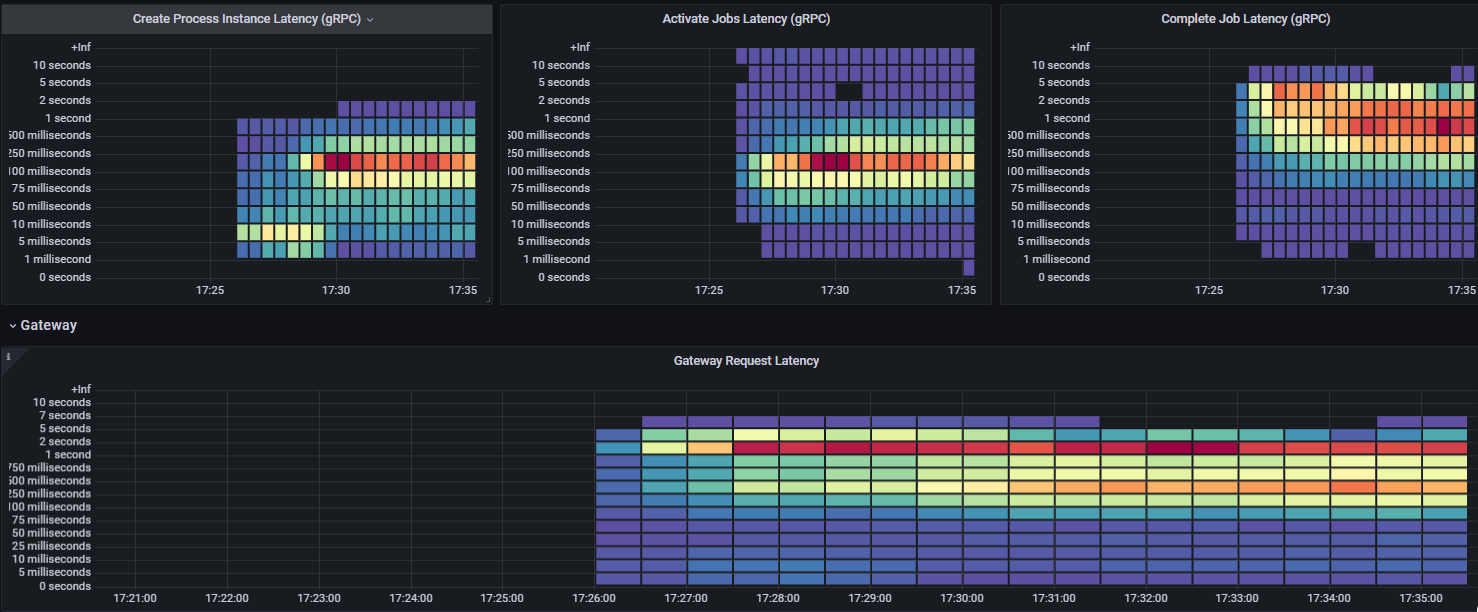 Create Process Instance Latency (gRPC)
+Inf
10 seconds
5 seconds
2 seconds
1 second
500 milliseconds
250 milliseconds
100 milliseconds
75 milliseconds
50 milliseconds
10 milliseconds
5 milliseconds
1 millisecond
0 seconds
17:25 17:30 17:35
Activate Jobs Latency (gRPC)
+Inf
10 seconds
5 seconds
2 seconds
1 second
500 milliseconds
250 milliseconds
100 milliseconds
75 milliseconds
50 milliseconds
10 milliseconds
5 milliseconds
1 millisecond
0 seconds
17:25 17:30 17:35
Complete Job Latency (gRPC)
+Inf
10 seconds
5 seconds
2 seconds
1 second
500 milliseconds
250 milliseconds
100 milliseconds
75 milliseconds
50 milliseconds
10 milliseconds
5 milliseconds
1 millisecond
0 seconds
17:25 17:30 17:35
Gateway
i
Gateway Request Latency
+Inf
10 seconds
7 seconds
5 seconds
2 seconds
1 second
750 milliseconds
500 milliseconds
250 milliseconds
100 milliseconds
75 milliseconds
50 milliseconds
25 milliseconds
10 milliseconds
5 milliseconds
0 seconds
17:21:00 17:22:00 17:23:00 17:24:00 17:25:00 17:26:00 17:27:00 17:28:00 17:29:00 17:30:00 17:31:00 17:32:00 17:33:00 17:34:00 17:35:00